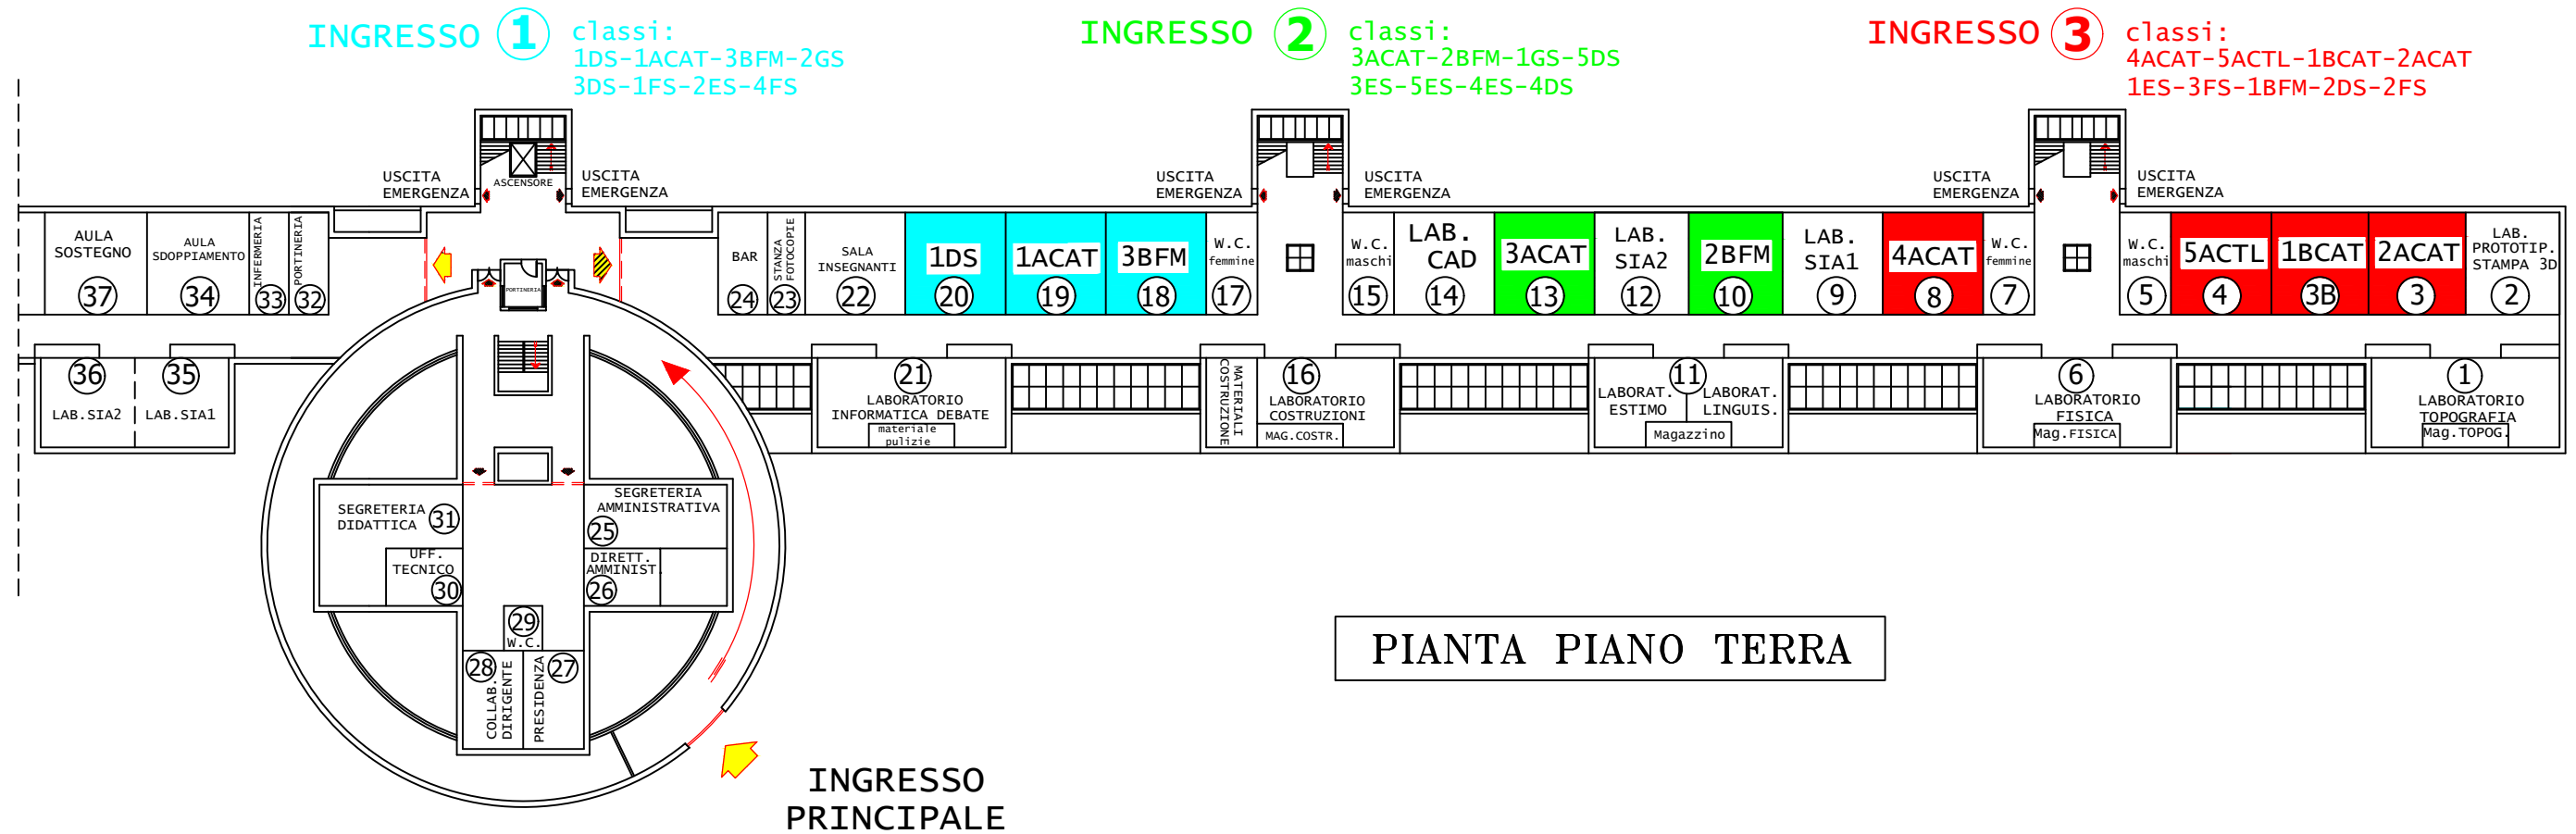 INGRESSO 1 classi:
1DS-1ACAT-3BFM-2GS
3DS-1FS-2ES-4FS
INGRESSO 2 classi:
3ACAT-2BFM-1GS-5DS
3ES-5ES-4ES-4DS
INGRESSO 3 classi:
4ACAT-5ACTL-1BCAT-2ACAT
1ES-3FS-1BFM-2DS-2FS
USCITA
EMERGENZA
ASCENSORE
USCITA
EMERGENZA
USCITA
EMERGENZA
USCITA
EMERGENZA
USCITA
EMERGENZA
USCITA
EMERGENZA
AULA
SOSTEGNO
37
AULA
SDOPPIAMENTO
34
INFERMERIA
33
PORTINERIA
32
PORTINERIA
BAR
24
STANZA
FOTOCOPIE
23
SALA
INSEGNANTI
22
1DS
20
1ACAT
19
3BFM
18
W.C.
femmine
17
W.C.
maschi
15
LAB.
CAD
14
3ACAT
13
LAB.
SIA2
12
2BFM
10
LAB.
SIA1
9
4ACAT
8
W.C.
femmine
7
W.C.
maschi
5
5ACTL
4
1BCAT
3B
2ACAT
3
LAB.
PROTOTIP.
STAMPA 3D
2
36
LAB.SIA2
35
LAB.SIA1
21
LABORATORIO
INFORMATICA DEBATE
materiale
pulizie
MATERIALI
COSTRUZIONE
16
LABORATORIO
COSTRUZIONI
MAG.COSTR.
11
LABORAT.
ESTIMO
LABORAT.
LINGUIS.
Magazzino
6
LABORATORIO
FISICA
Mag.FISICA
1
LABORATORIO
TOPOGRAFIA
Mag.TOPOG.
SEGRETERIA
DIDATTICA
31
SEGRETERIA
AMMINISTRATIVA
25
UFF.
TECNICO
30
DIRETT.
AMMINIST.
26
29
W.C.
28
COLLAB.
DIRIGENTE
27
PRESIDENZA
PIANTA PIANO TERRA
INGRESSO
PRINCIPALE